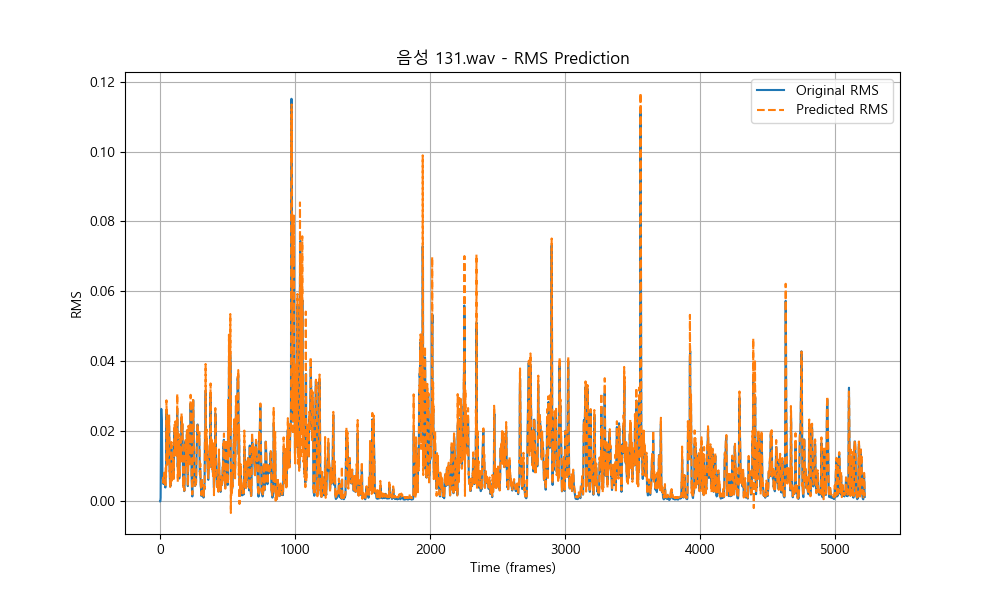 음성 131.wav - RMS Prediction
Original RMS
Predicted RMS
0.12
0.10
0.08
0.06
0.04
0.02
0.00
RMS
0 1000 2000 3000 4000 5000
Time (frames)